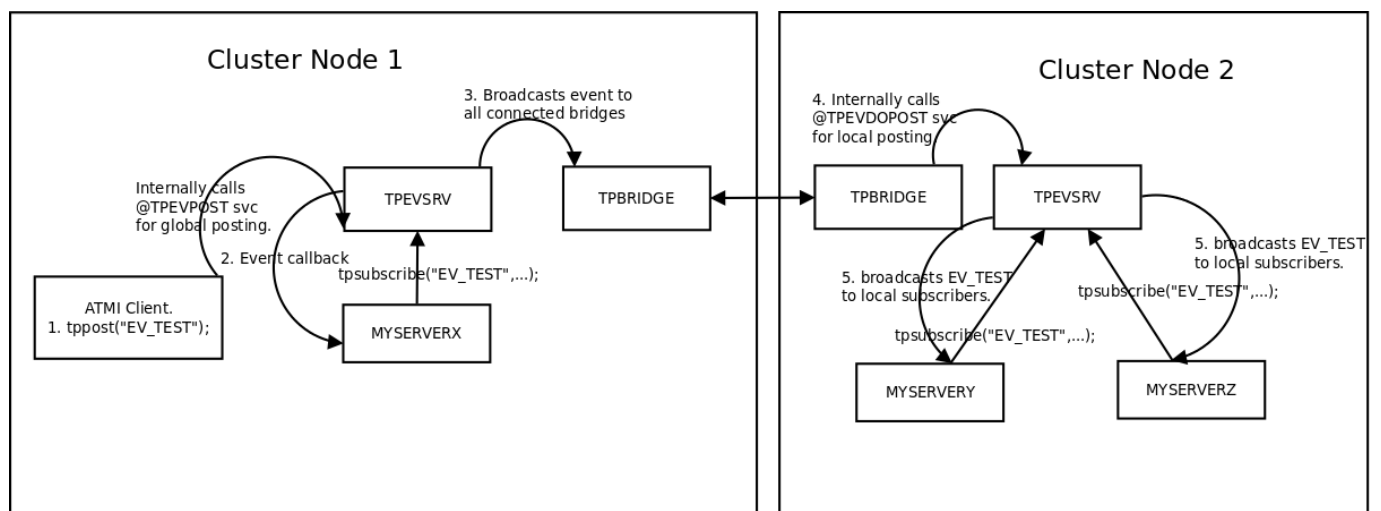 Cluster Node 1
3. Broadcasts event to
all connected bridges
Internally calls
@TPEVPOST svc
for global posting.
TPEVSRV
TPBRIDGE
2. Event callback
tpsubscribe("EV_TEST",...);
ATMI Client.
1. tppost("EV_TEST");
MYSERVERX
Cluster Node 2
4. Internally calls
@TPEVDOPOST svc
for local posting
TPBRIDGE
TPEVSRV
5. broadcasts EV_TEST
to local subscribers.
5. broadcasts EV_TEST
to local subscribers.
tpsubscribe("EV_TEST",...);
tpsubscribe("EV_TEST",...);
MYSERVERY
MYSERVERZ